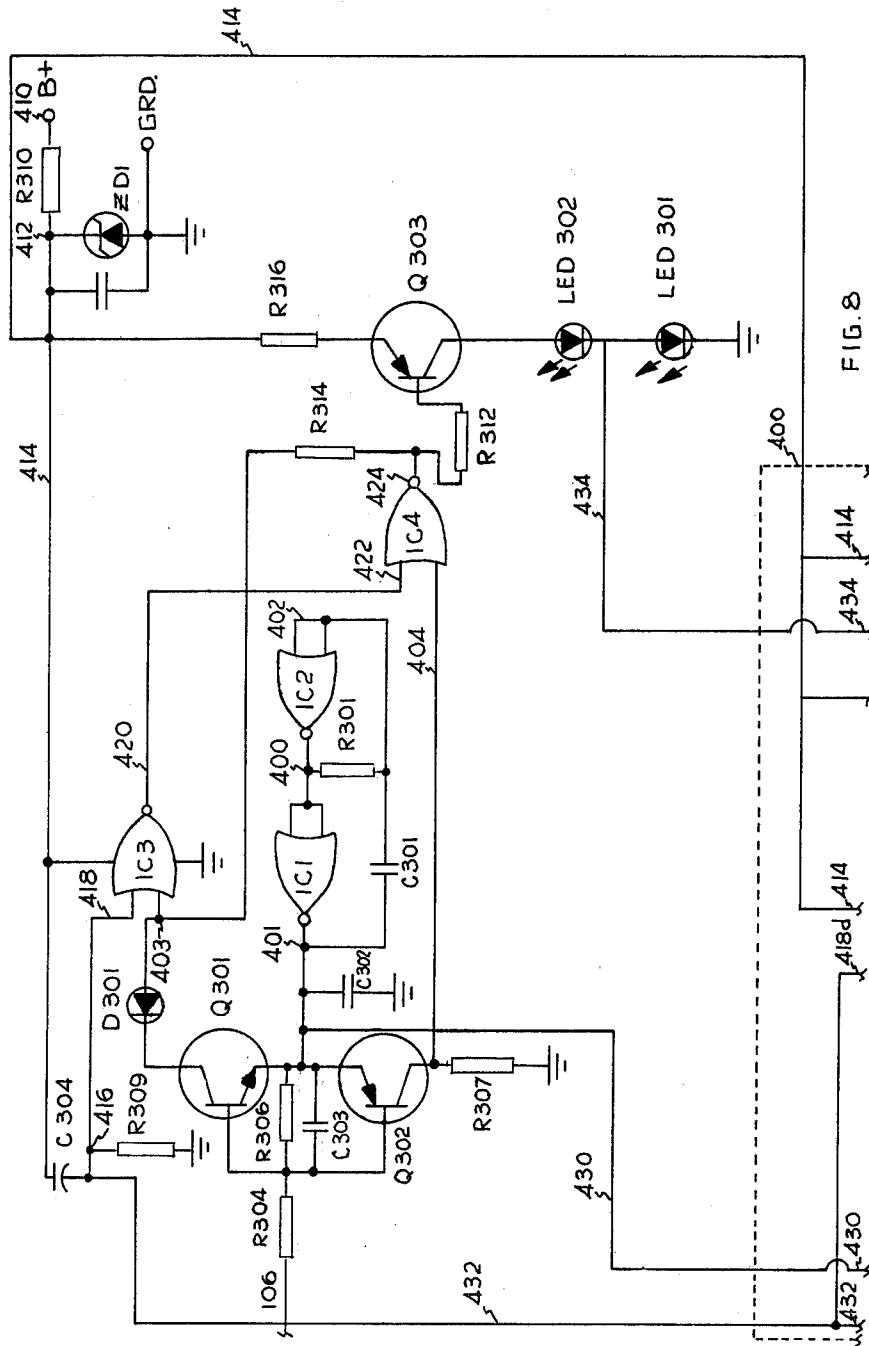 414
410
B+
R310
412
ZD1
GRD.
R316
Q303
LED 302
LED 301
FIG. 8
414
R314
R312
424
422
IC4
434
400
414
434
420
402
IC2
R301
400
404
IC3
418
403
IC1
C301
401
C302
D301
Q301
C 304
416
R309
R306
C303
Q302
R307
R304
106
430
432
414
418d
430
432